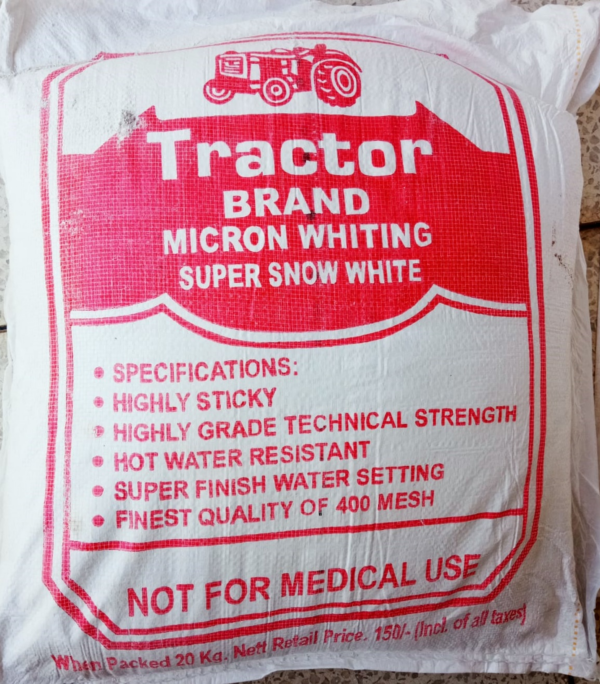 Tractor
BRAND
MICRON WHITING
SUPER SNOW WHITE
• SPECIFICATIONS:
• HIGHLY STICKY
• HIGHLY GRADE TECHNICAL STRENGTH
• HOT WATER RESISTANT
• SUPER FINISH WATER SETTING
• FINEST QUALITY OF 400 MESH
NOT FOR MEDICAL USE
When Packed 20 Kg. Nett Retail Price. 150/- (Incl. of all taxes)